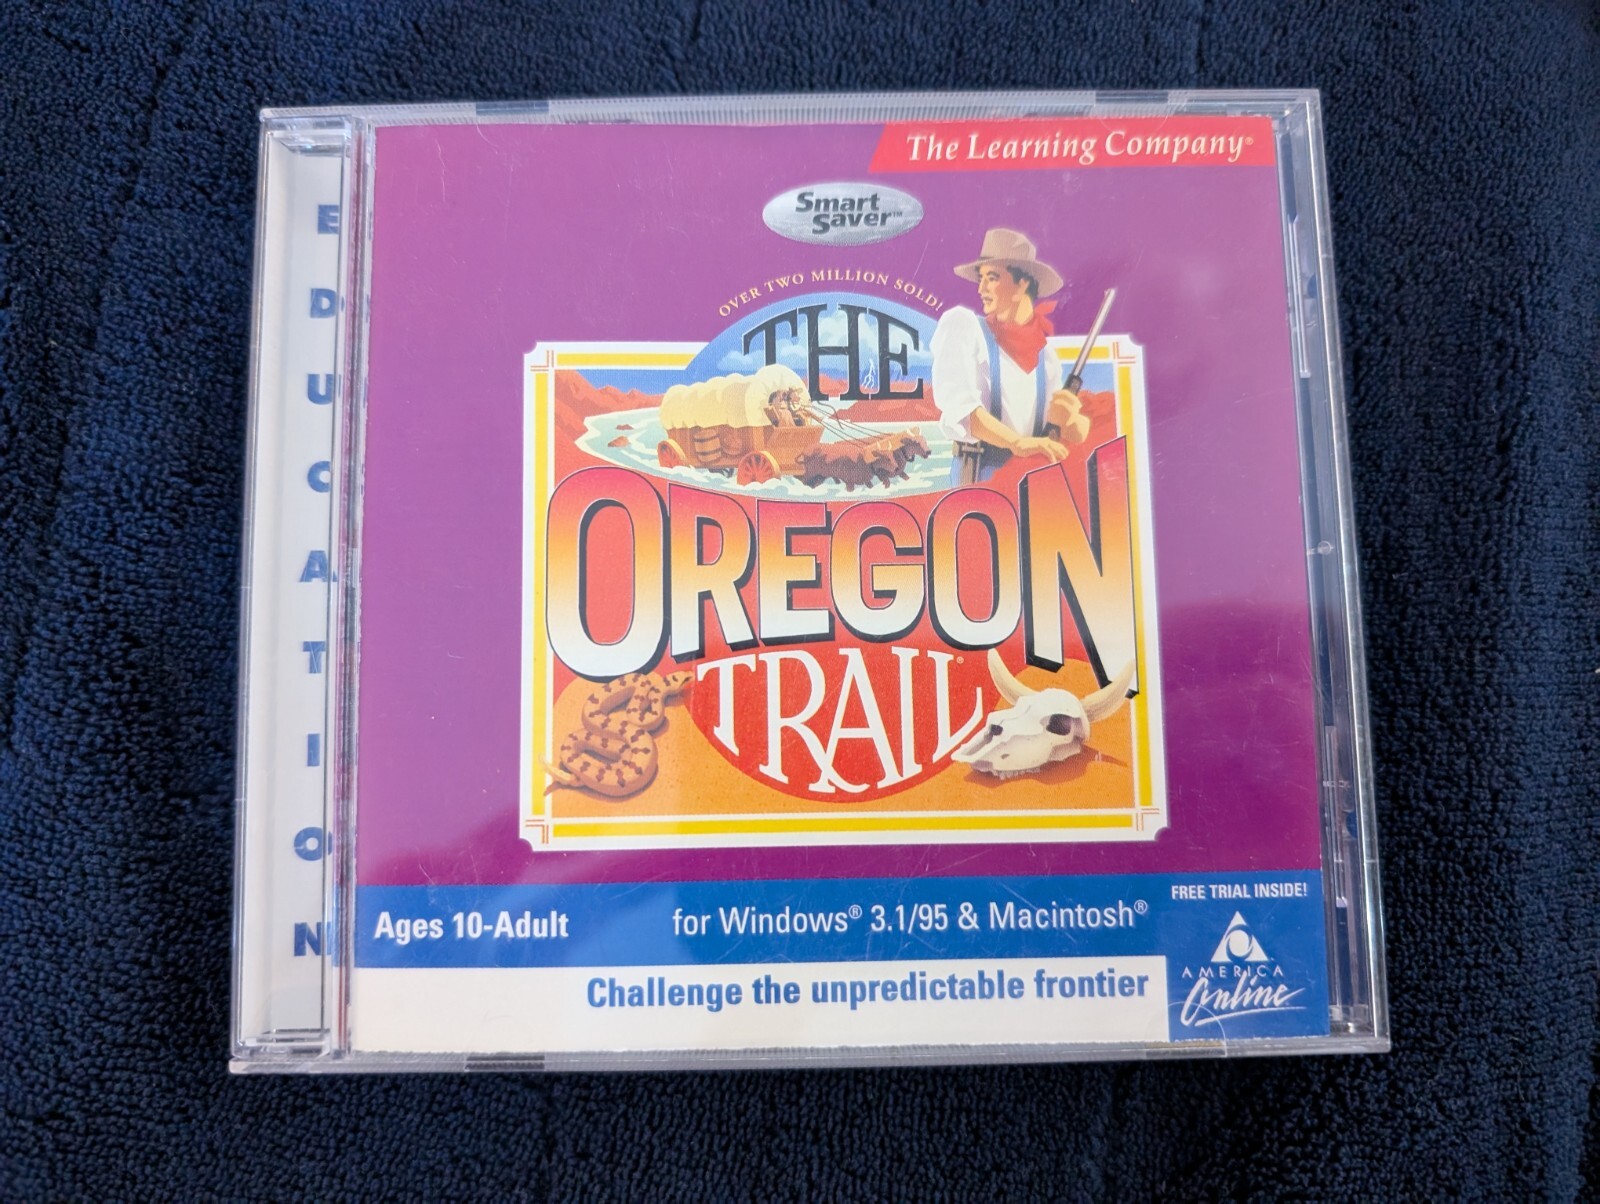 The Learning Company®
Smart
Saver™
OVER TWO MILLION SOLD!
THE
OREGON
TRAIL®
EDUCATION
Ages 10-Adult
for Windows® 3.1/95 & Macintosh®
Challenge the unpredictable frontier
FREE TRIAL INSIDE!
AMERICA
Online